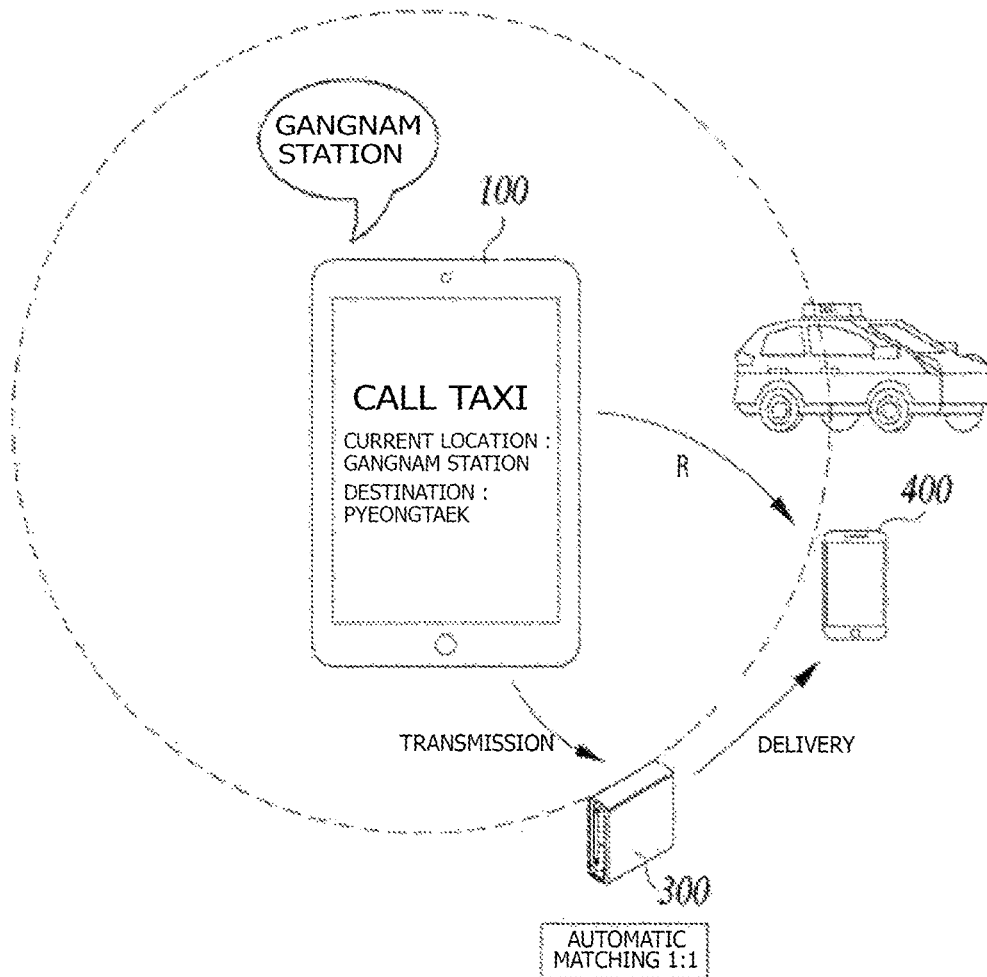 GANGNAM
STATION
100
CALL TAXI
CURRENT LOCATION :
GANGNAM STATION
DESTINATION :
PYEONGTAEK
R
400
TRANSMISSION
DELIVERY
300
AUTOMATIC
MATCHING 1:1